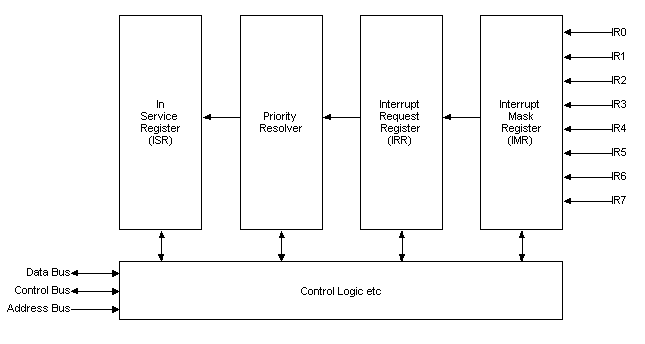 In
Service
Register
(ISR)
Priority
Resolver
Interrupt
Request
Register
(IRR)
Interrupt
Mask
Register
(IMR)
IR0
IR1
IR2
IR3
IR4
IR5
IR6
IR7
Data Bus
Control Bus
Address Bus
Control Logic etc